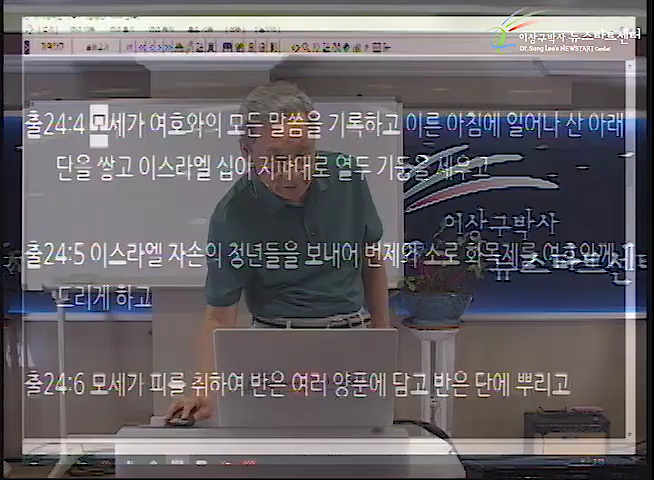 이상구박사 뉴스타트센터
Dr. Sang Lee's NEWSTART Center
출24:4 모세가 여호와의 모든 말씀을 기록하고 이른 아침에 일어나 산 아래
단을 쌓고 이스라엘 십이 지파대로 열두 기둥을 세우고
이상구박사
출24:5 이스라엘 자손의 청년들을 보내어 번제와 소로 화목제를 여호와께
뉴스타트센터
드리게 하고
출24:6 모세가 피를 취하여 반은 여러 양푼에 담고 반은 단에 뿌리고